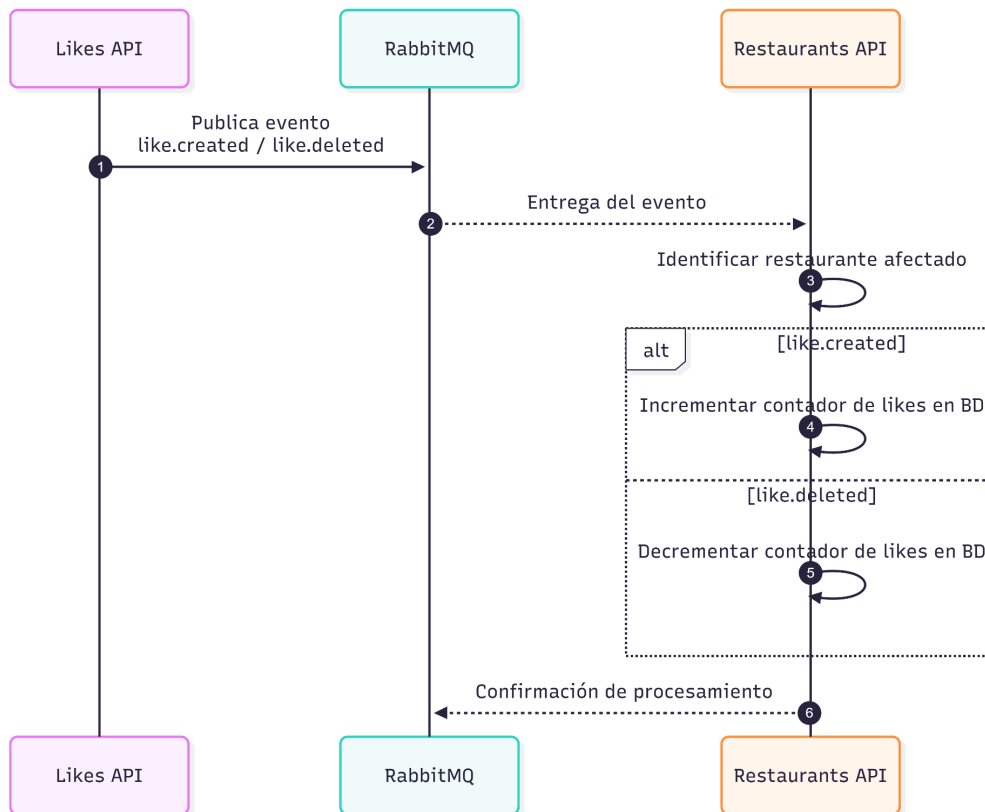 Likes API
RabbitMQ
Restaurants API
Publica evento
like.created / like.deleted
1
Entrega del evento
2
Identificar restaurante afectado
3
alt
[like.created]
Incrementar contador de likes en BD
4
[like.deleted]
Decrementar contador de likes en BD
5
Confirmación de procesamiento
6
Likes API
RabbitMQ
Restaurants API